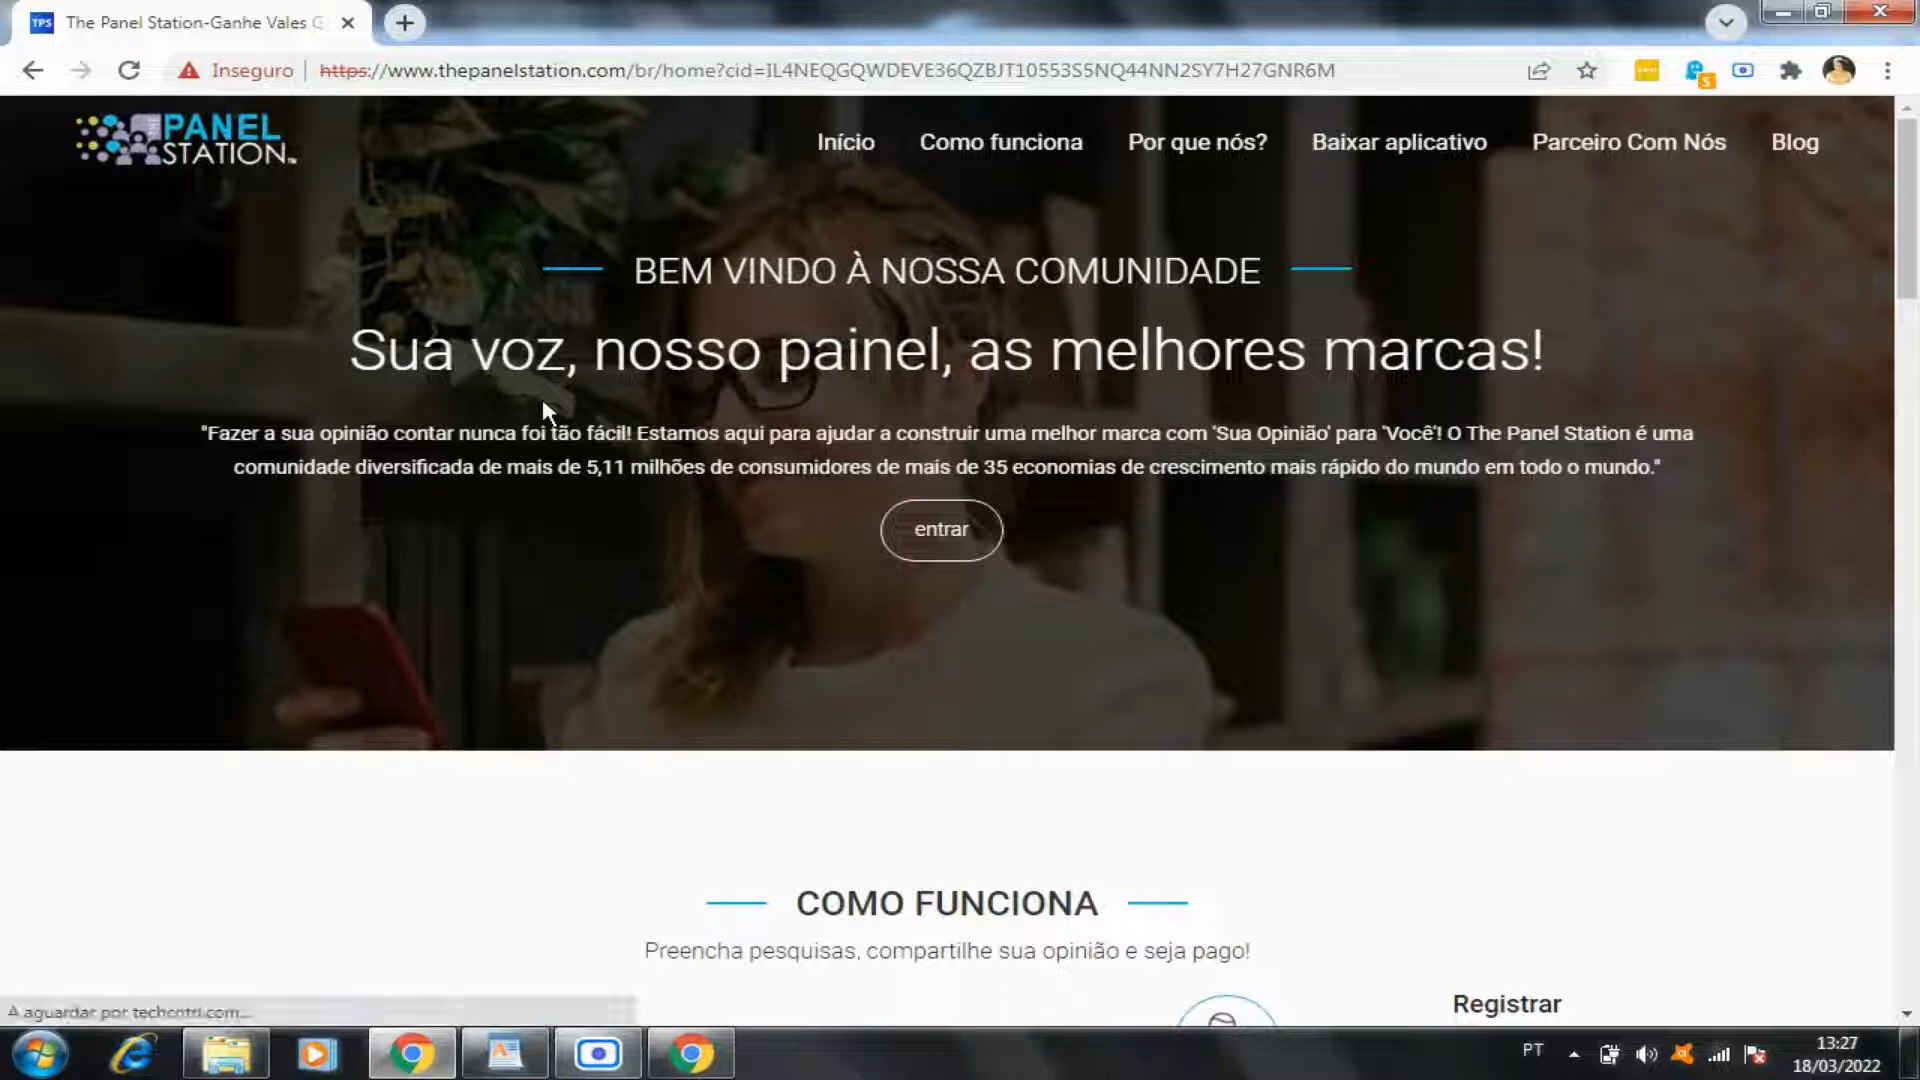 TPS The Panel Station-Ganhe Vales G
Inseguro https://www.thepanelstation.com/br/home?cid=IL4NEQGQWDEVE36QZBJT10553S5NQ44NN2SY7H27GNR6M
S
THE PANEL
STATION™
Início Como funciona Por que nós? Baixar aplicativo Parceiro Com Nós Blog
BEM VINDO À NOSSA COMUNIDADE
Sua voz, nosso painel, as melhores marcas!
"Fazer a sua opinião contar nunca foi tão fácil! Estamos aqui para ajudar a construir uma melhor marca com 'Sua Opinião' para 'Você'! O The Panel Station é uma
comunidade diversificada de mais de 5,11 milhões de consumidores de mais de 35 economias de crescimento mais rápido do mundo em todo o mundo."
entrar
COMO FUNCIONA
Preencha pesquisas, compartilhe sua opinião e seja pago!
Registrar
A aguardar por techcntrl.com...
PT
13:27
18/03/2022